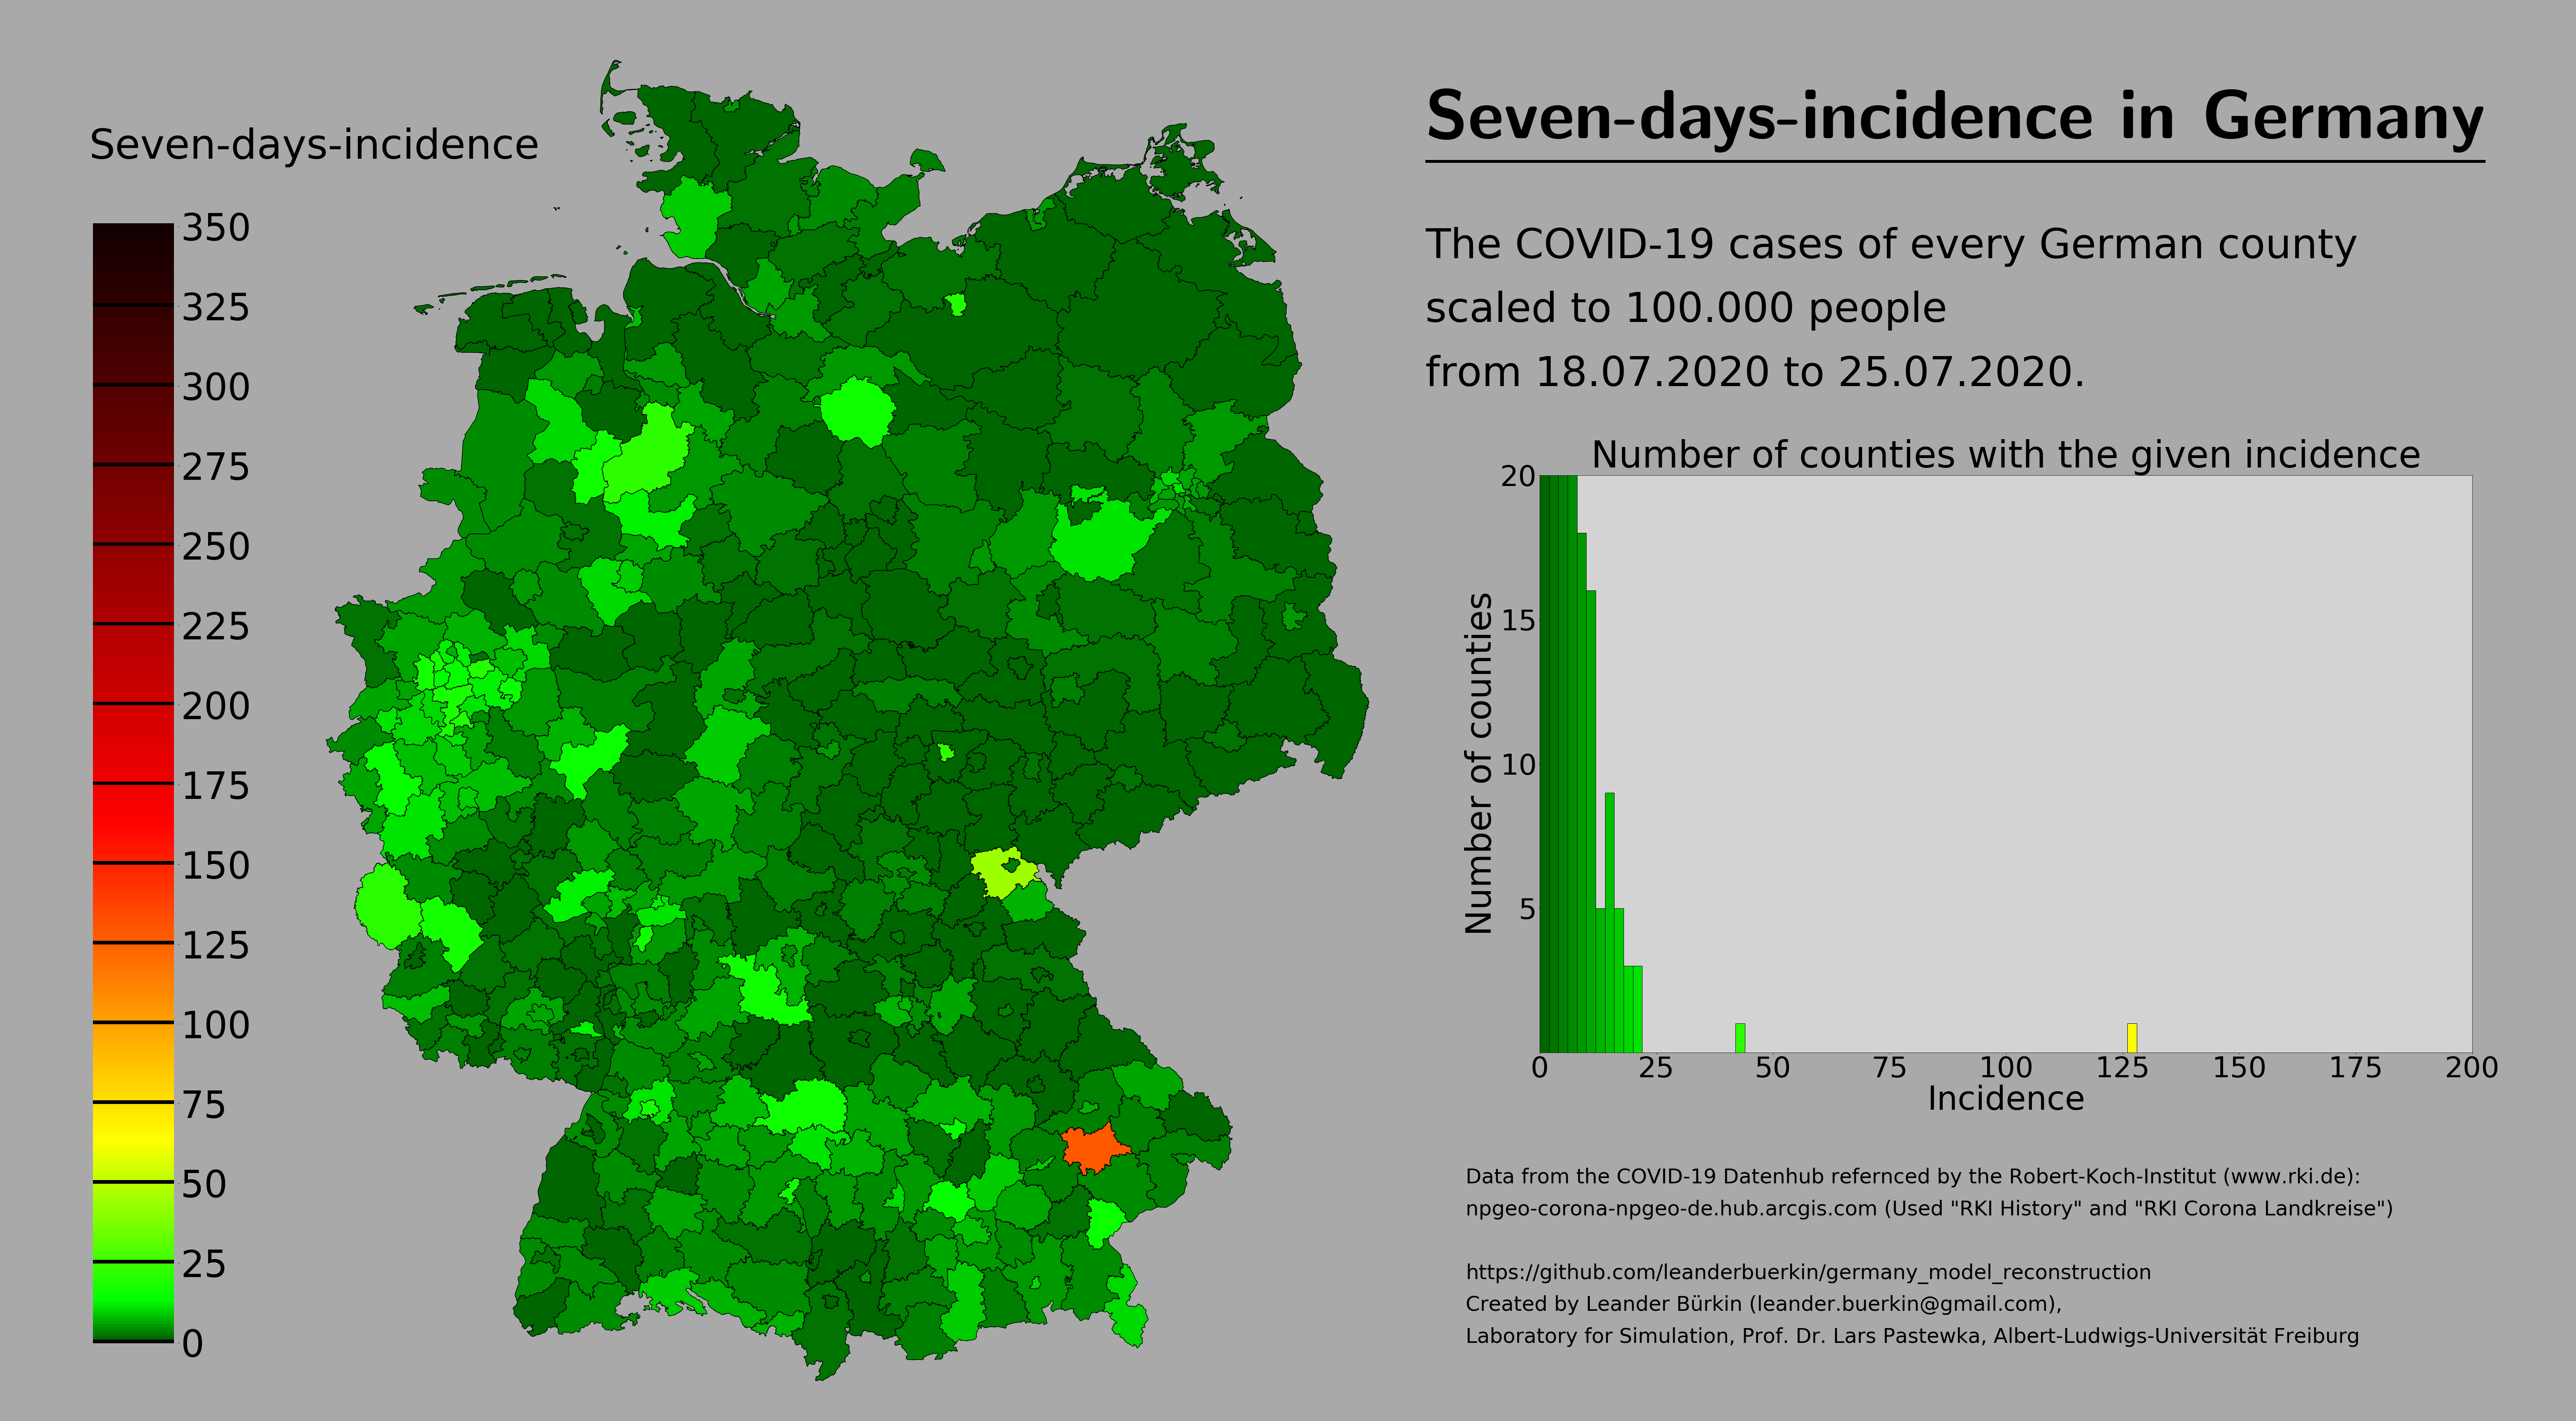 Seven-days-incidence in Germany
Seven-days-incidence
350
325
300
275
250
225
200
175
150
125
100
75
50
25
0
The COVID-19 cases of every German county
scaled to 100.000 people
from 18.07.2020 to 25.07.2020.
Number of counties with the given incidence
Number of counties
20
15
10
5
0 25 50 75 100 125 150 175 200
Incidence
Data from the COVID-19 Datenhub refernced by the Robert-Koch-Institut (www.rki.de):
npgeo-corona-npgeo-de.hub.arcgis.com (Used "RKI History" and "RKI Corona Landkreise")
https://github.com/leanderbuerkin/germany_model_reconstruction
Created by Leander Bürkin (leander.buerkin@gmail.com),
Laboratory for Simulation, Prof. Dr. Lars Pastewka, Albert-Ludwigs-Universität Freiburg